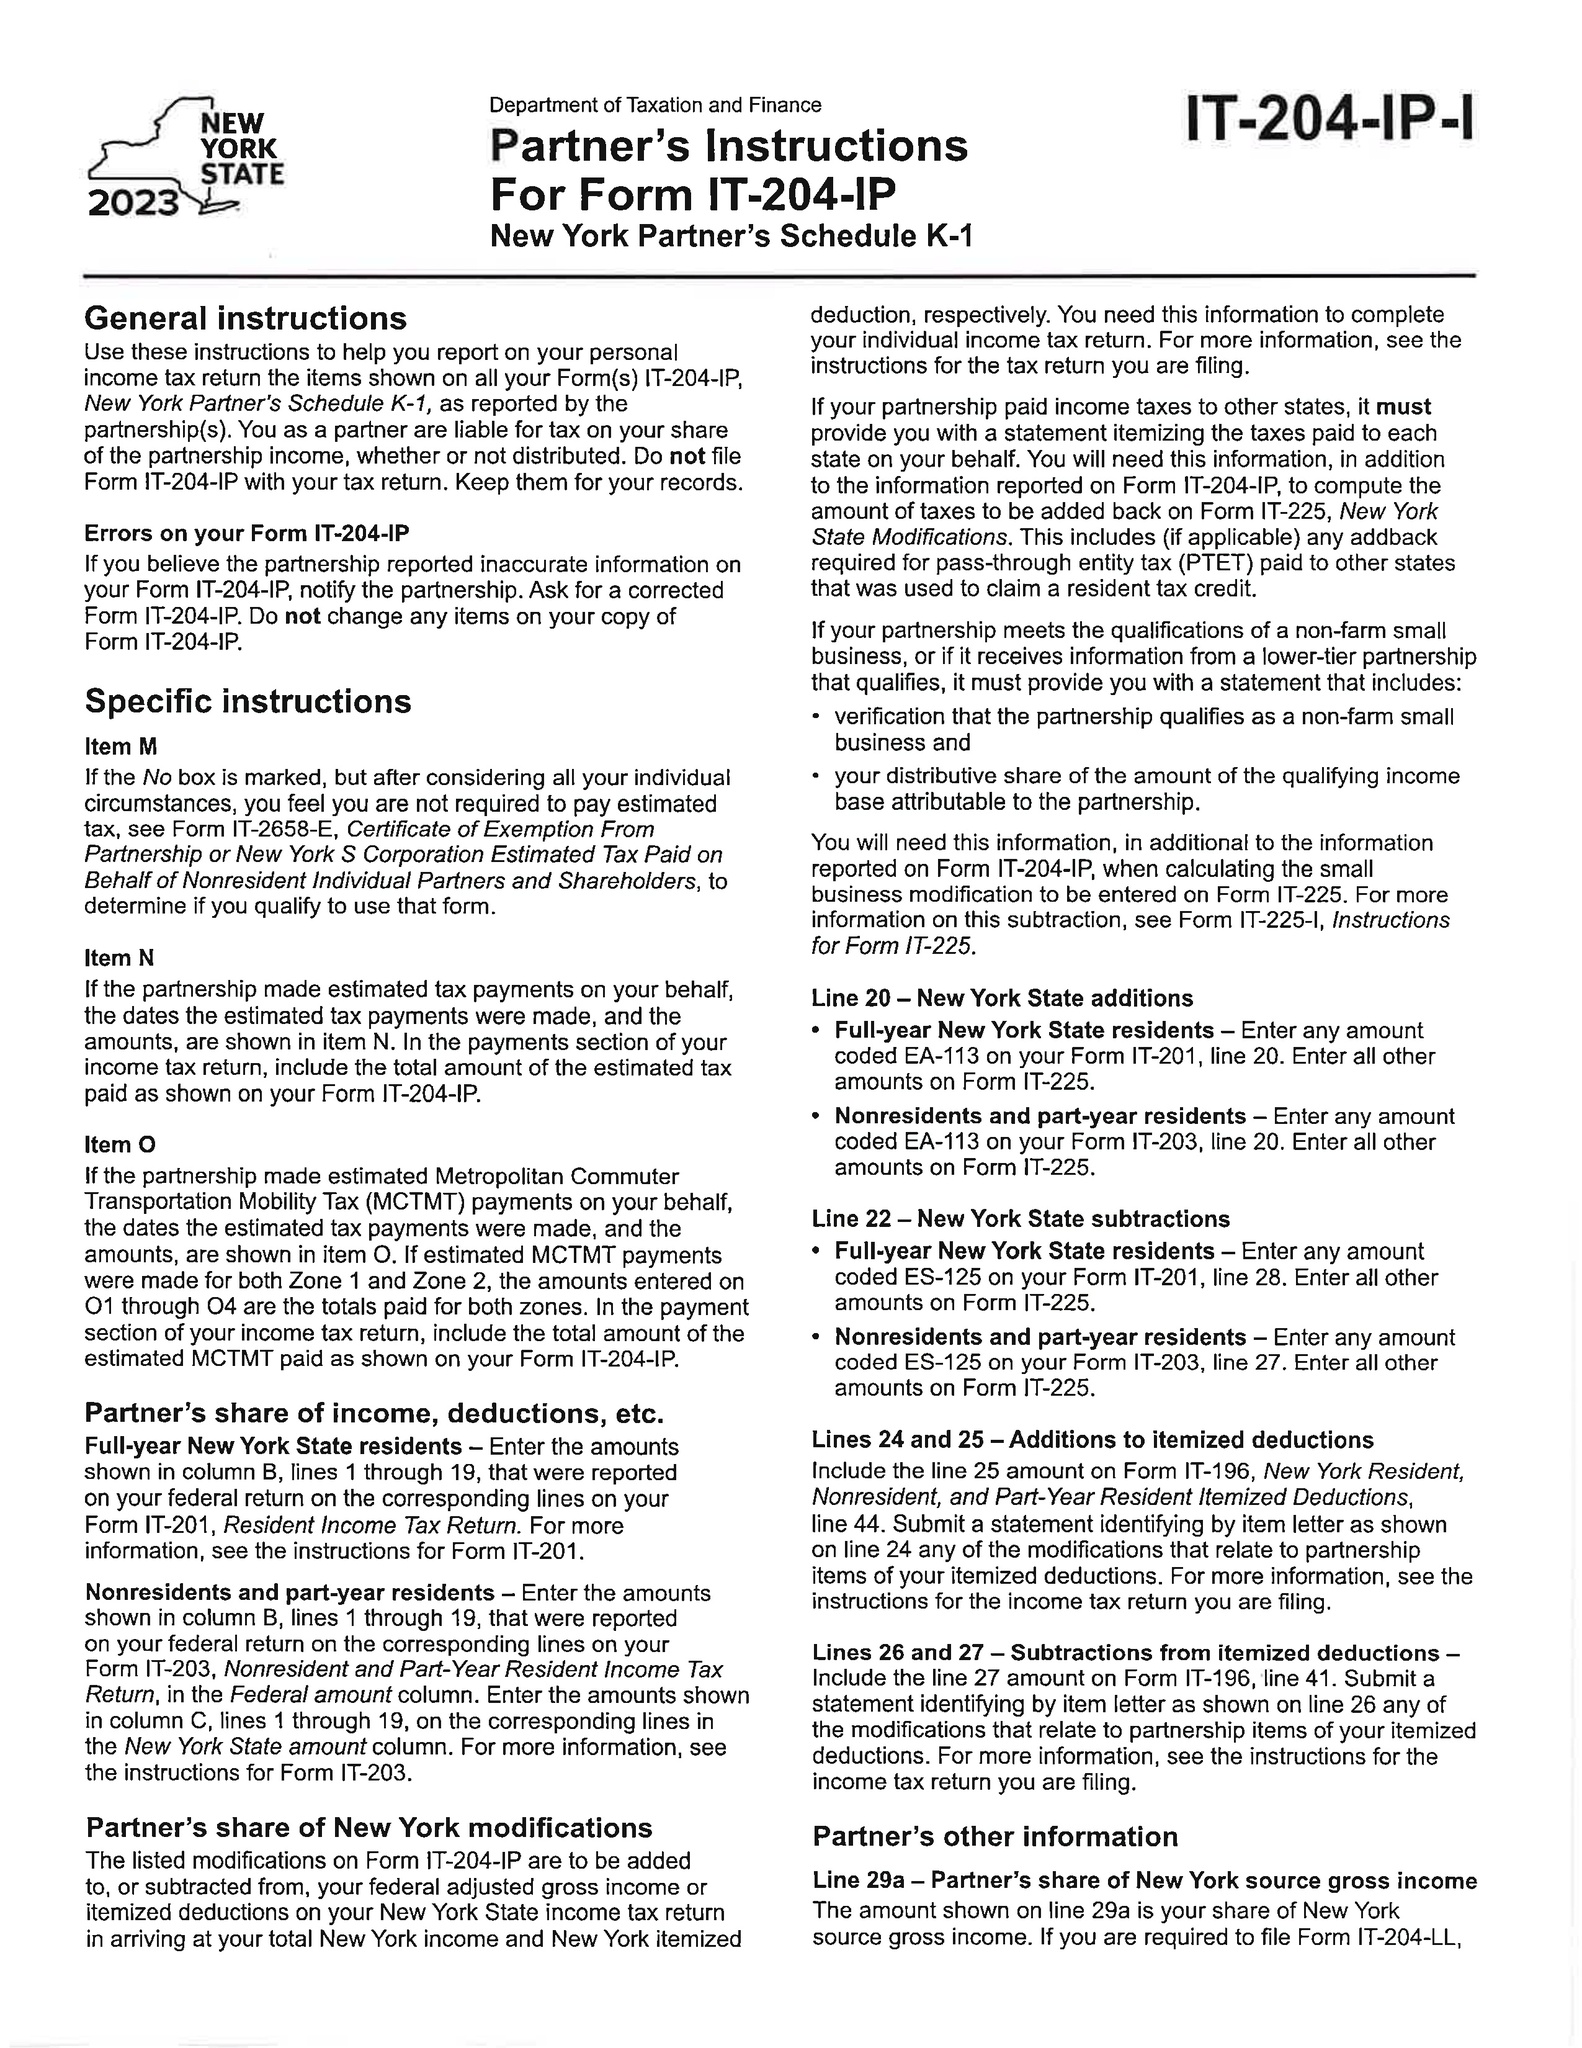 NEW
YORK
STATE
2023
Department of Taxation and Finance
Partner's Instructions
For Form IT-204-IP
New York Partner's Schedule K-1
IT-204-IP-I
General instructions
Use these instructions to help you report on your personal
income tax return the items shown on all your Form(s) IT-204-IP,
New York Partner's Schedule K-1, as reported by the
partnership(s). You as a partner are liable for tax on your share
of the partnership income, whether or not distributed. Do not file
Form IT-204-IP with your tax return. Keep them for your records.
Errors on your Form IT-204-IP
If you believe the partnership reported inaccurate information on
your Form IT-204-IP, notify the partnership. Ask for a corrected
Form IT-204-IP. Do not change any items on your copy of
Form IT-204-IP.
Specific instructions
Item M
If the No box is marked, but after considering all your individual
circumstances, you feel you are not required to pay estimated
tax, see Form IT-2658-E, Certificate of Exemption From
Partnership or New York S Corporation Estimated Tax Paid on
Behalf of Nonresident Individual Partners and Shareholders, to
determine if you qualify to use that form.
Item N
If the partnership made estimated tax payments on your behalf,
the dates the estimated tax payments were made, and the
amounts, are shown in item N. In the payments section of your
income tax return, include the total amount of the estimated tax
paid as shown on your Form IT-204-IP.
Item O
If the partnership made estimated Metropolitan Commuter
Transportation Mobility Tax (MCTMT) payments on your behalf,
the dates the estimated tax payments were made, and the
amounts, are shown in item O. If estimated MCTMT payments
were made for both Zone 1 and Zone 2, the amounts entered on
O1 through O4 are the totals paid for both zones. In the payment
section of your income tax return, include the total amount of the
estimated MCTMT paid as shown on your Form IT-204-IP.
Partner's share of income, deductions, etc.
Full-year New York State residents – Enter the amounts
shown in column B, lines 1 through 19, that were reported
on your federal return on the corresponding lines on your
Form IT-201, Resident Income Tax Return. For more
information, see the instructions for Form IT-201.
Nonresidents and part-year residents – Enter the amounts
shown in column B, lines 1 through 19, that were reported
on your federal return on the corresponding lines on your
Form IT-203, Nonresident and Part-Year Resident Income Tax
Return, in the Federal amount column. Enter the amounts shown
in column C, lines 1 through 19, on the corresponding lines in
the New York State amount column. For more information, see
the instructions for Form IT-203.
Partner's share of New York modifications
The listed modifications on Form IT-204-IP are to be added
to, or subtracted from, your federal adjusted gross income or
itemized deductions on your New York State income tax return
in arriving at your total New York income and New York itemized
deduction, respectively. You need this information to complete
your individual income tax return. For more information, see the
instructions for the tax return you are filing.
If your partnership paid income taxes to other states, it must
provide you with a statement itemizing the taxes paid to each
state on your behalf. You will need this information, in addition
to the information reported on Form IT-204-IP, to compute the
amount of taxes to be added back on Form IT-225, New York
State Modifications. This includes (if applicable) any addback
required for pass-through entity tax (PTET) paid to other states
that was used to claim a resident tax credit.
If your partnership meets the qualifications of a non-farm small
business, or if it receives information from a lower-tier partnership
that qualifies, it must provide you with a statement that includes:
• verification that the partnership qualifies as a non-farm small
business and
• your distributive share of the amount of the qualifying income
base attributable to the partnership.
You will need this information, in additional to the information
reported on Form IT-204-IP, when calculating the small
business modification to be entered on Form IT-225. For more
information on this subtraction, see Form IT-225-I, Instructions
for Form IT-225.
Line 20 – New York State additions
• Full-year New York State residents – Enter any amount
coded EA-113 on your Form IT-201, line 20. Enter all other
amounts on Form IT-225.
• Nonresidents and part-year residents – Enter any amount
coded EA-113 on your Form IT-203, line 20. Enter all other
amounts on Form IT-225.
Line 22 – New York State subtractions
• Full-year New York State residents – Enter any amount
coded ES-125 on your Form IT-201, line 28. Enter all other
amounts on Form IT-225.
• Nonresidents and part-year residents – Enter any amount
coded ES-125 on your Form IT-203, line 27. Enter all other
amounts on Form IT-225.
Lines 24 and 25 – Additions to itemized deductions
Include the line 25 amount on Form IT-196, New York Resident,
Nonresident, and Part-Year Resident Itemized Deductions,
line 44. Submit a statement identifying by item letter as shown
on line 24 any of the modifications that relate to partnership
items of your itemized deductions. For more information, see the
instructions for the income tax return you are filing.
Lines 26 and 27 – Subtractions from itemized deductions –
Include the line 27 amount on Form IT-196, line 41. Submit a
statement identifying by item letter as shown on line 26 any of
the modifications that relate to partnership items of your itemized
deductions. For more information, see the instructions for the
income tax return you are filing.
Partner's other information
Line 29a – Partner's share of New York source gross income
The amount shown on line 29a is your share of New York
source gross income. If you are required to file Form IT-204-LL,